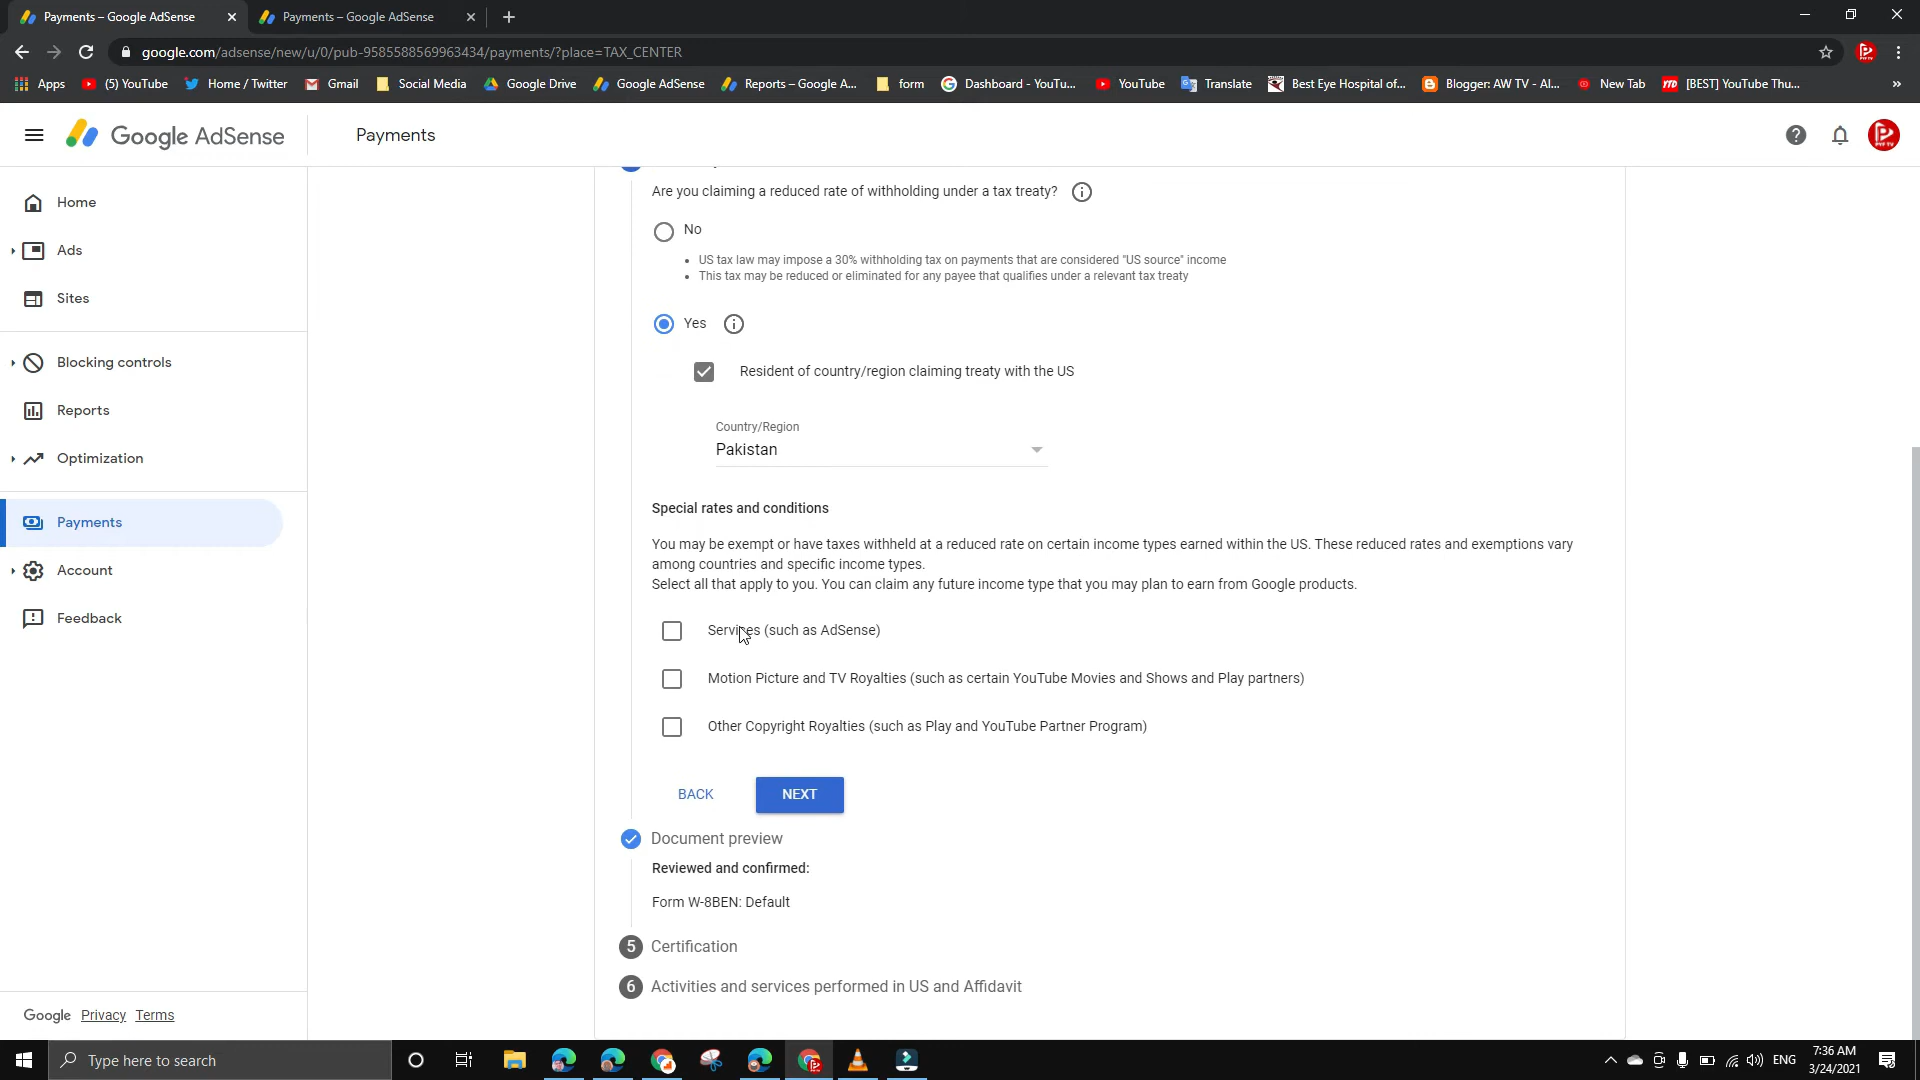 Payments – Google AdSense
Payments – Google AdSense
google.com/adsense/new/u/0/pub-9585588569963434/payments/?place=TAX_CENTER
Apps
(5) YouTube
Home / Twitter
Gmail
Social Media
Google Drive
Google AdSense
Reports – Google A...
form
Dashboard - YouTu...
YouTube
Translate
Best Eye Hospital of...
Blogger: AW TV - Al...
New Tab
[BEST] YouTube Thu...
Google AdSense
Payments
Home
Ads
Sites
Blocking controls
Reports
Optimization
Payments
Account
Feedback
Google Privacy Terms
Are you claiming a reduced rate of withholding under a tax treaty?
No
• US tax law may impose a 30% withholding tax on payments that are considered "US source" income
• This tax may be reduced or eliminated for any payee that qualifies under a relevant tax treaty
Yes
Resident of country/region claiming treaty with the US
Country/Region
Pakistan
Special rates and conditions
You may be exempt or have taxes withheld at a reduced rate on certain income types earned within the US. These reduced rates and exemptions vary
among countries and specific income types.
Select all that apply to you. You can claim any future income type that you may plan to earn from Google products.
Services (such as AdSense)
Motion Picture and TV Royalties (such as certain YouTube Movies and Shows and Play partners)
Other Copyright Royalties (such as Play and YouTube Partner Program)
BACK
NEXT
Document preview
Reviewed and confirmed:
Form W-8BEN: Default
5 Certification
6 Activities and services performed in US and Affidavit
Type here to search
ENG
7:36 AM
3/24/2021